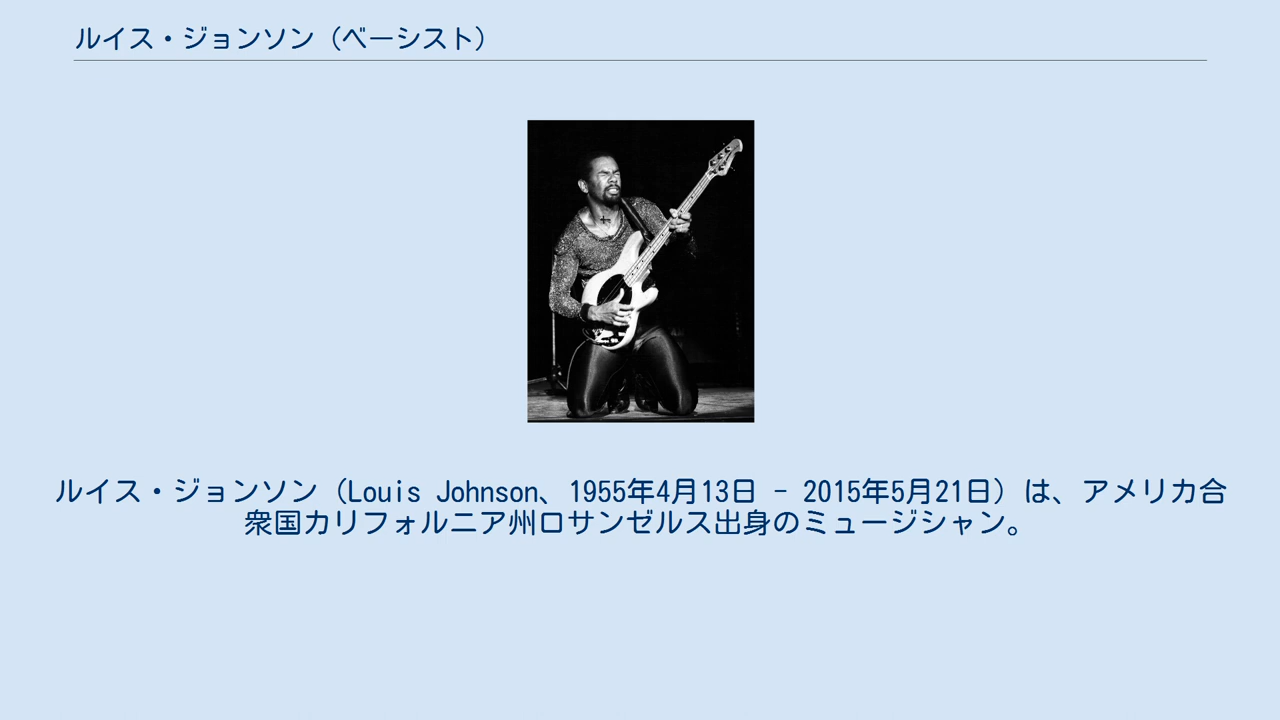 ルイス・ジョンソン（ベーシスト）
ルイス・ジョンソン（Louis Johnson、1955年4月13日 - 2015年5月21日）は、アメリカ合
衆国カリフォルニア州ロサンゼルス出身のミュージシャン。